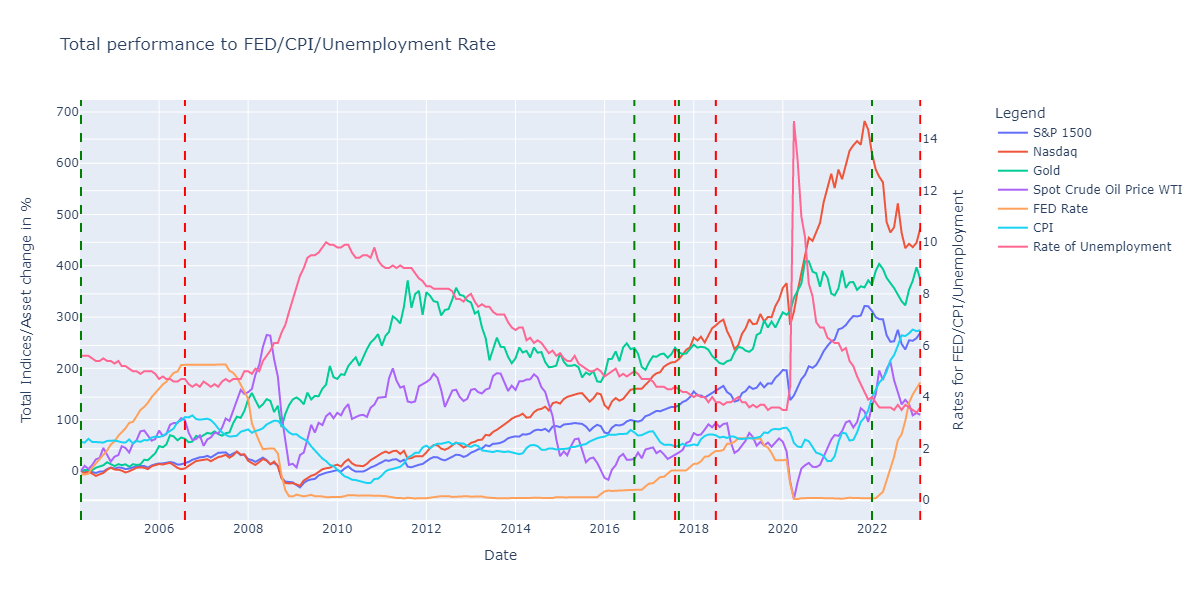 Total performance to FED/CPI/Unemployment Rate
Legend
S&P 1500
Nasdaq
Gold
Spot Crude Oil Price WTI
FED Rate
CPI
Rate of Unemployment
Total Indices/Asset change in %
700
600
500
400
300
200
100
0
14
12
10
8
6
4
2
0
Rates for FED/CPI/Unemployment
2006
2008
2010
2012
2014
2016
2018
2020
2022
Date